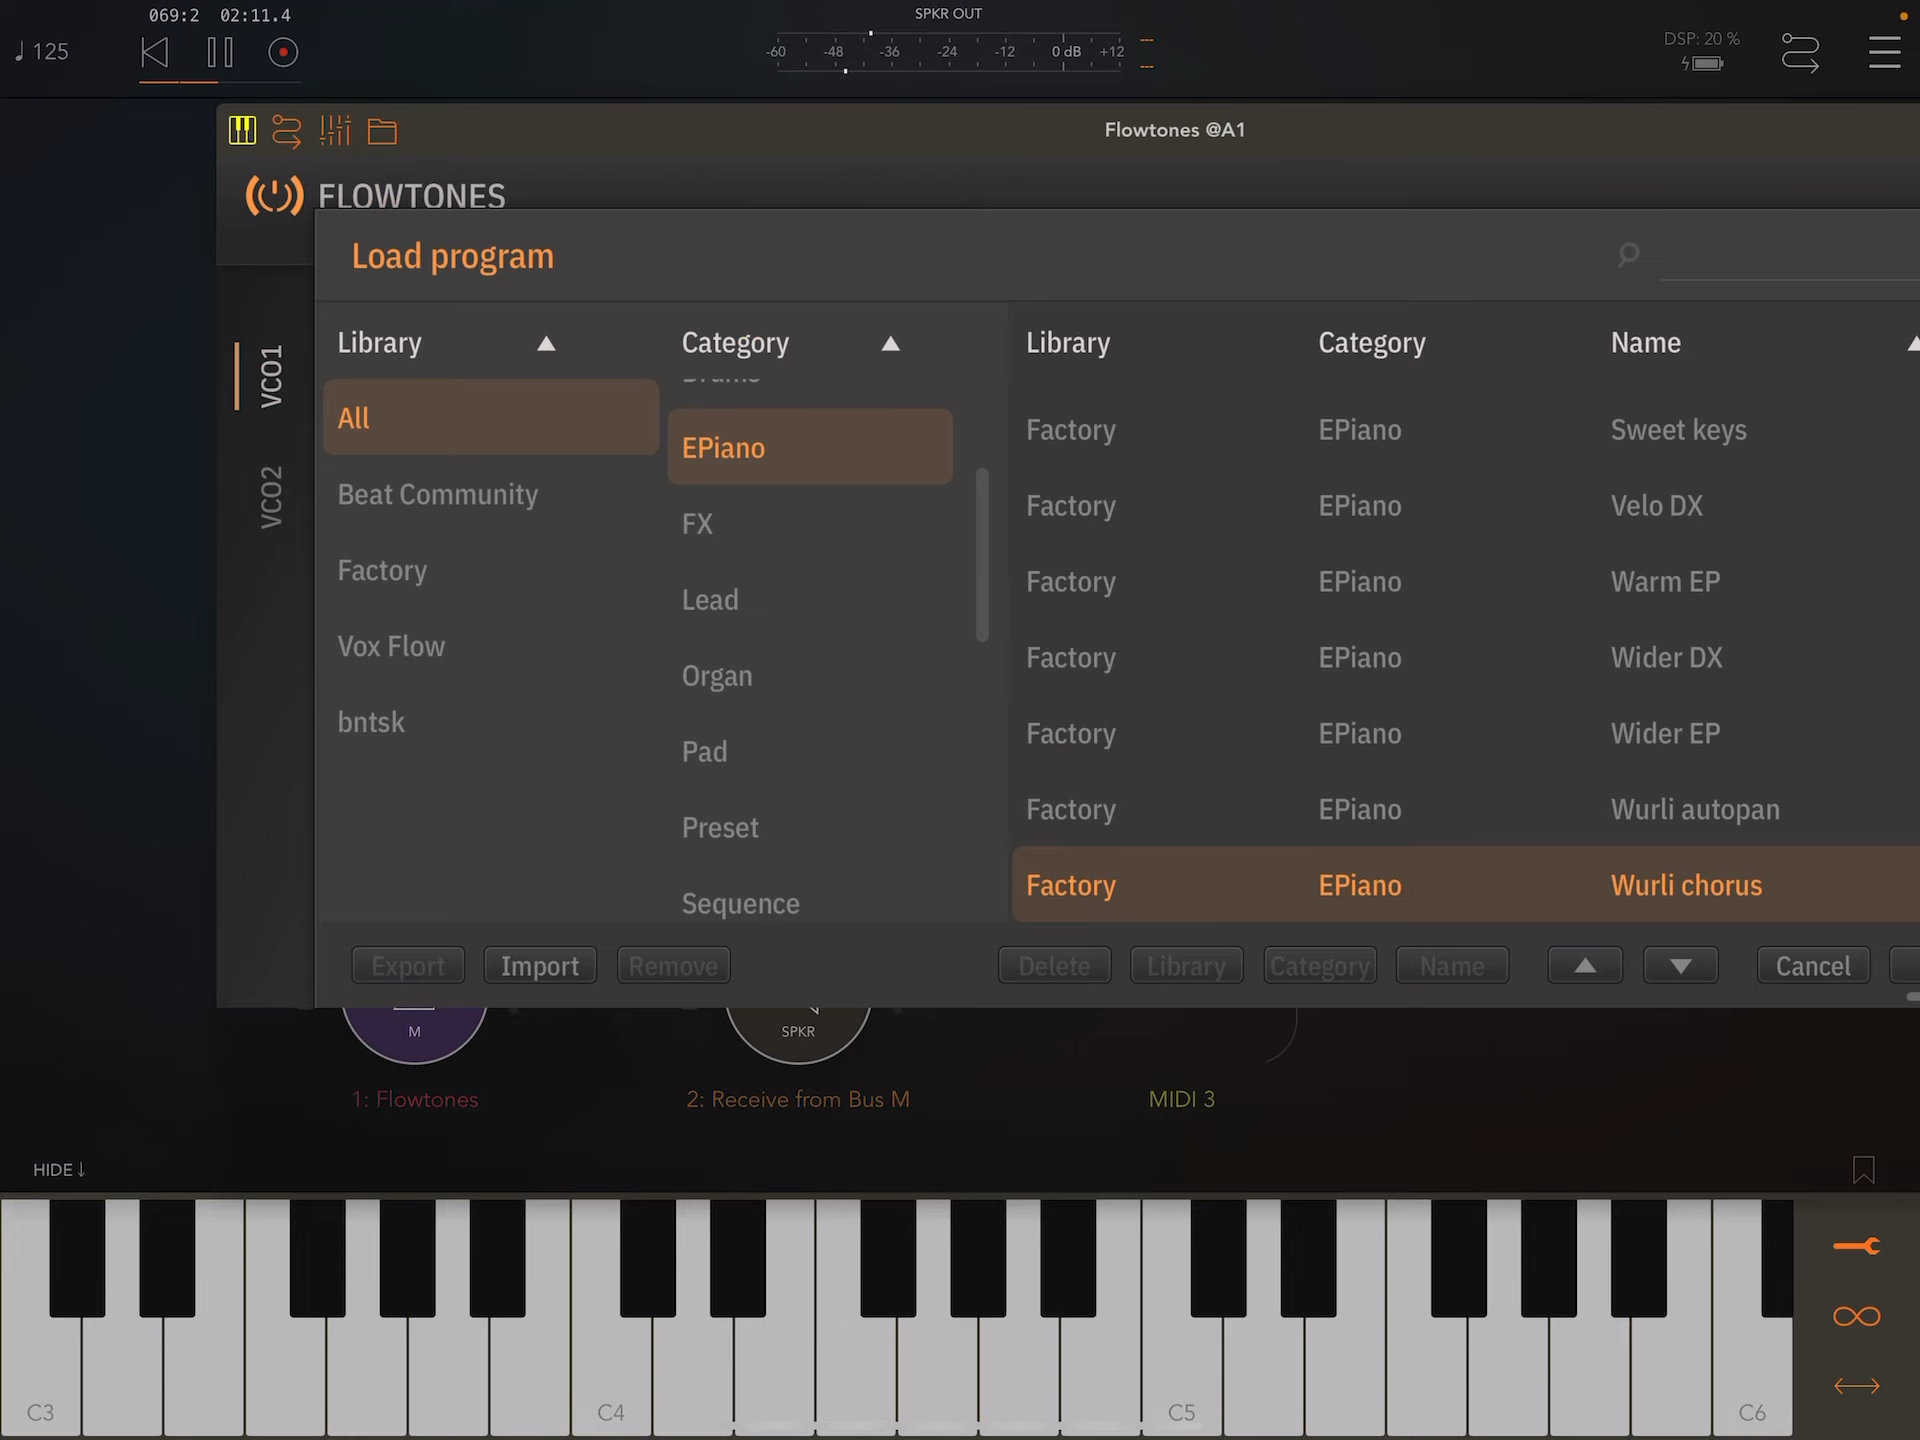 069:2 02:11.4
SPKR OUT
125
-60 -48 -36 -24 -12 0 dB +12
DSP: 20 %
Flowtones @A1
FLOWTONES
Load program
Library
Category
Library
Category
Name
Drums
All
Beat Community
Factory
Vox Flow
bntsk
EPiano
FX
Lead
Organ
Pad
Preset
Sequence
Factory EPiano Sweet keys
Factory EPiano Velo DX
Factory EPiano Warm EP
Factory EPiano Wider DX
Factory EPiano Wider EP
Factory EPiano Wurli autopan
Factory EPiano Wurli chorus
VCO1
VCO2
Export
Import
Remove
Delete
Library
Category
Name
Cancel
M
SPKR
1: Flowtones
2: Receive from Bus M
MIDI 3
HIDE
C3
C4
C5
C6